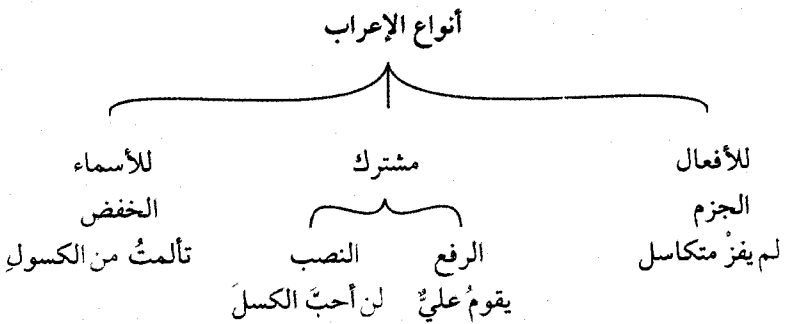 أنواع الإعراب
للأفعال مشترك للأسماء
الجزم الخفض
لم يفزْ متكاسل الرفع النصب تألمتُ من الكسولِ
يقومُ عليٌّ لن أحبَّ الكسلَ